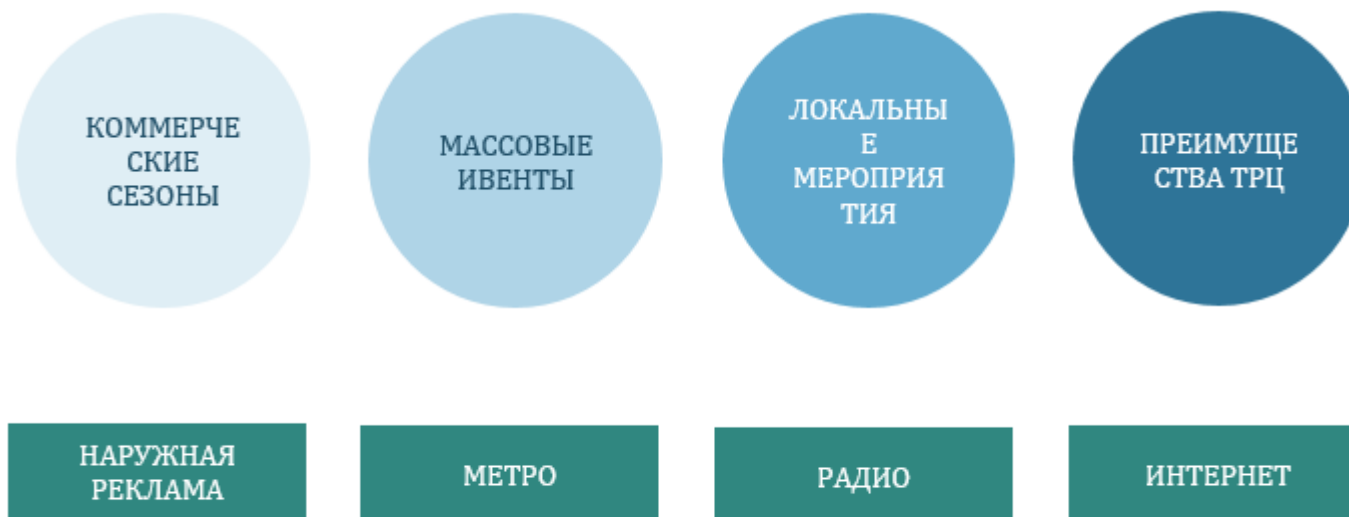 КОММЕРЧЕ
СКИЕ
СЕЗОНЫ
МАССОВЫЕ
ИВЕНТЫ
ЛОКАЛЬНЫ
Е
МЕРОПРИЯ
ТИЯ
ПРЕИМУЩЕ
СТВА ТРЦ
НАРУЖНАЯ
РЕКЛАМА
МЕТРО
РАДИО
ИНТЕРНЕТ